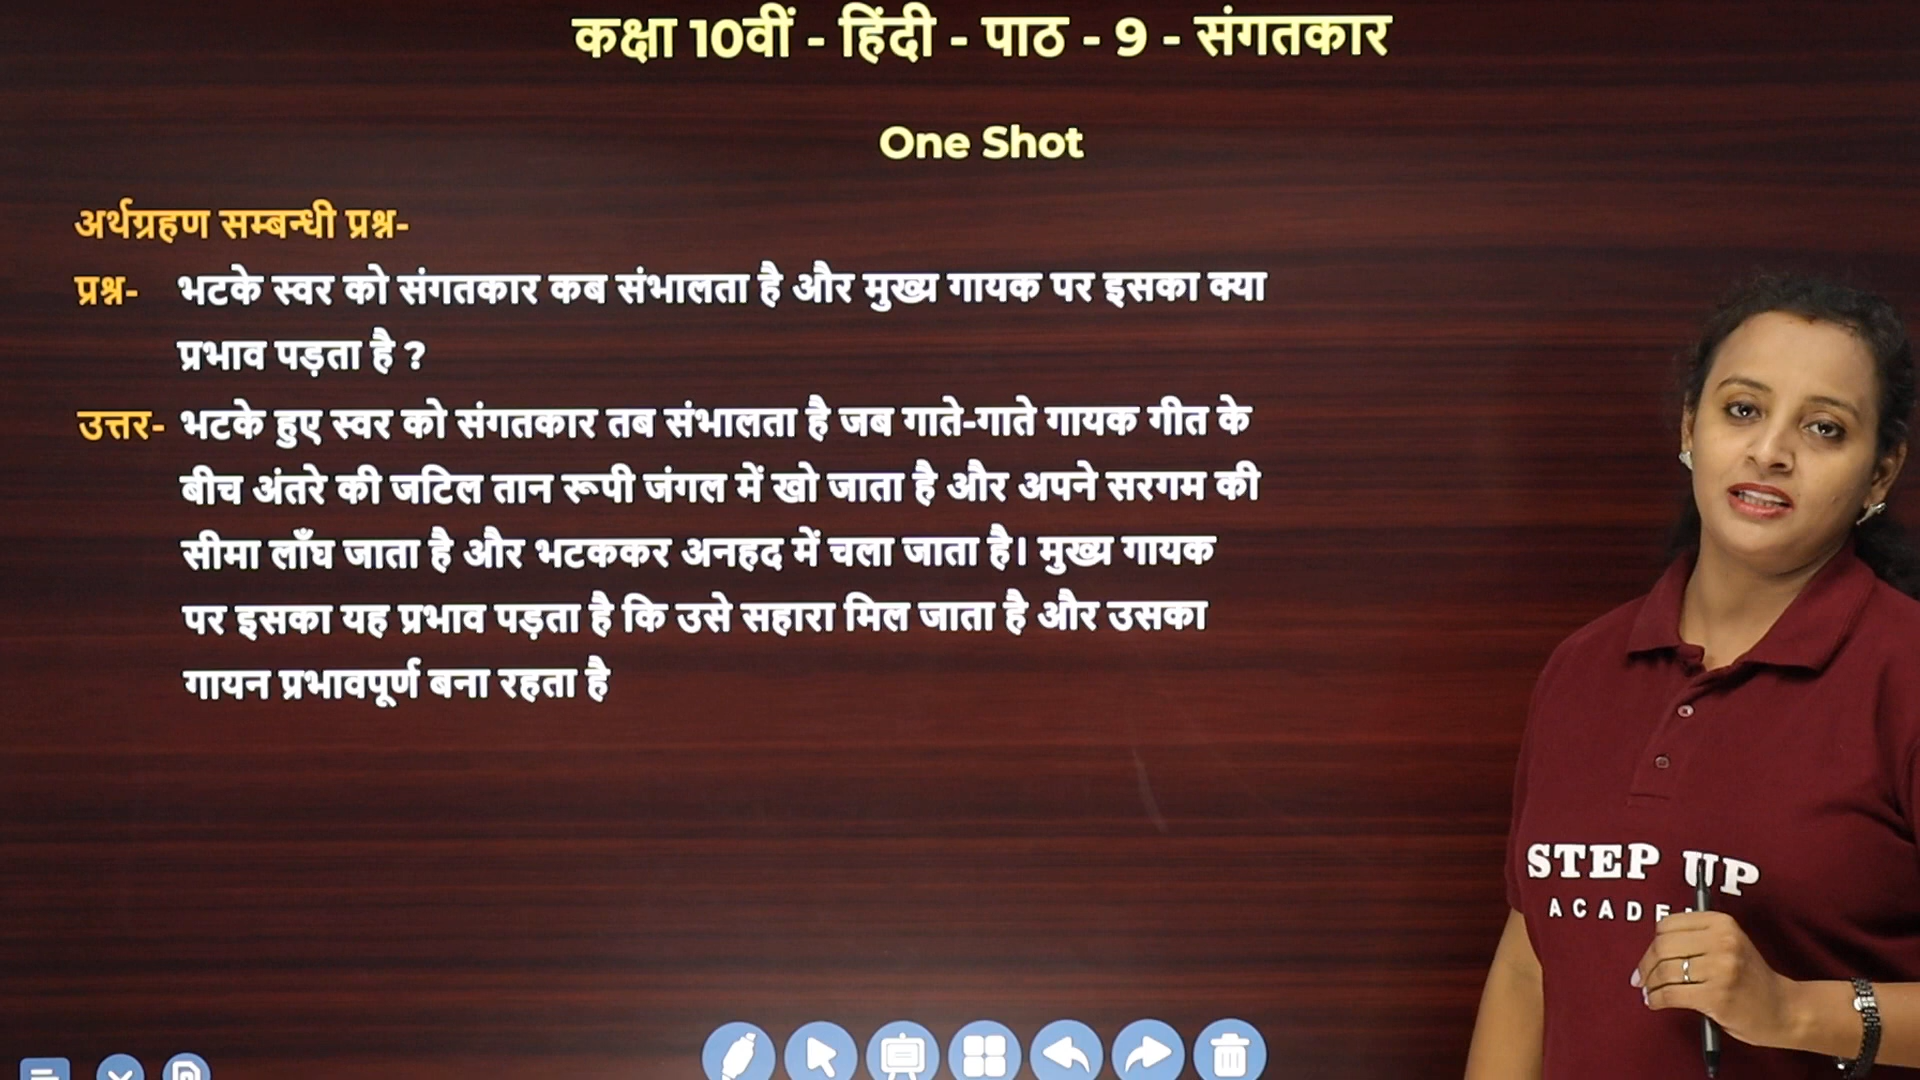 कक्षा 10वीं - हिंदी - पाठ - 9 - संगतकार
One Shot
अर्थग्रहण सम्बन्धी प्रश्न-
प्रश्न- भटके स्वर को संगतकार कब संभालता है और मुख्य गायक पर इसका क्या
प्रभाव पड़ता है ?
उत्तर- भटके हुए स्वर को संगतकार तब संभालता है जब गाते-गाते गायक गीत के
बीच अंतरे की जटिल तान रूपी जंगल में खो जाता है और अपने सरगम की
सीमा लाँघ जाता है और भटककर अनहद में चला जाता है। मुख्य गायक
पर इसका यह प्रभाव पड़ता है कि उसे सहारा मिल जाता है और उसका
गायन प्रभावपूर्ण बना रहता है
STEP UP